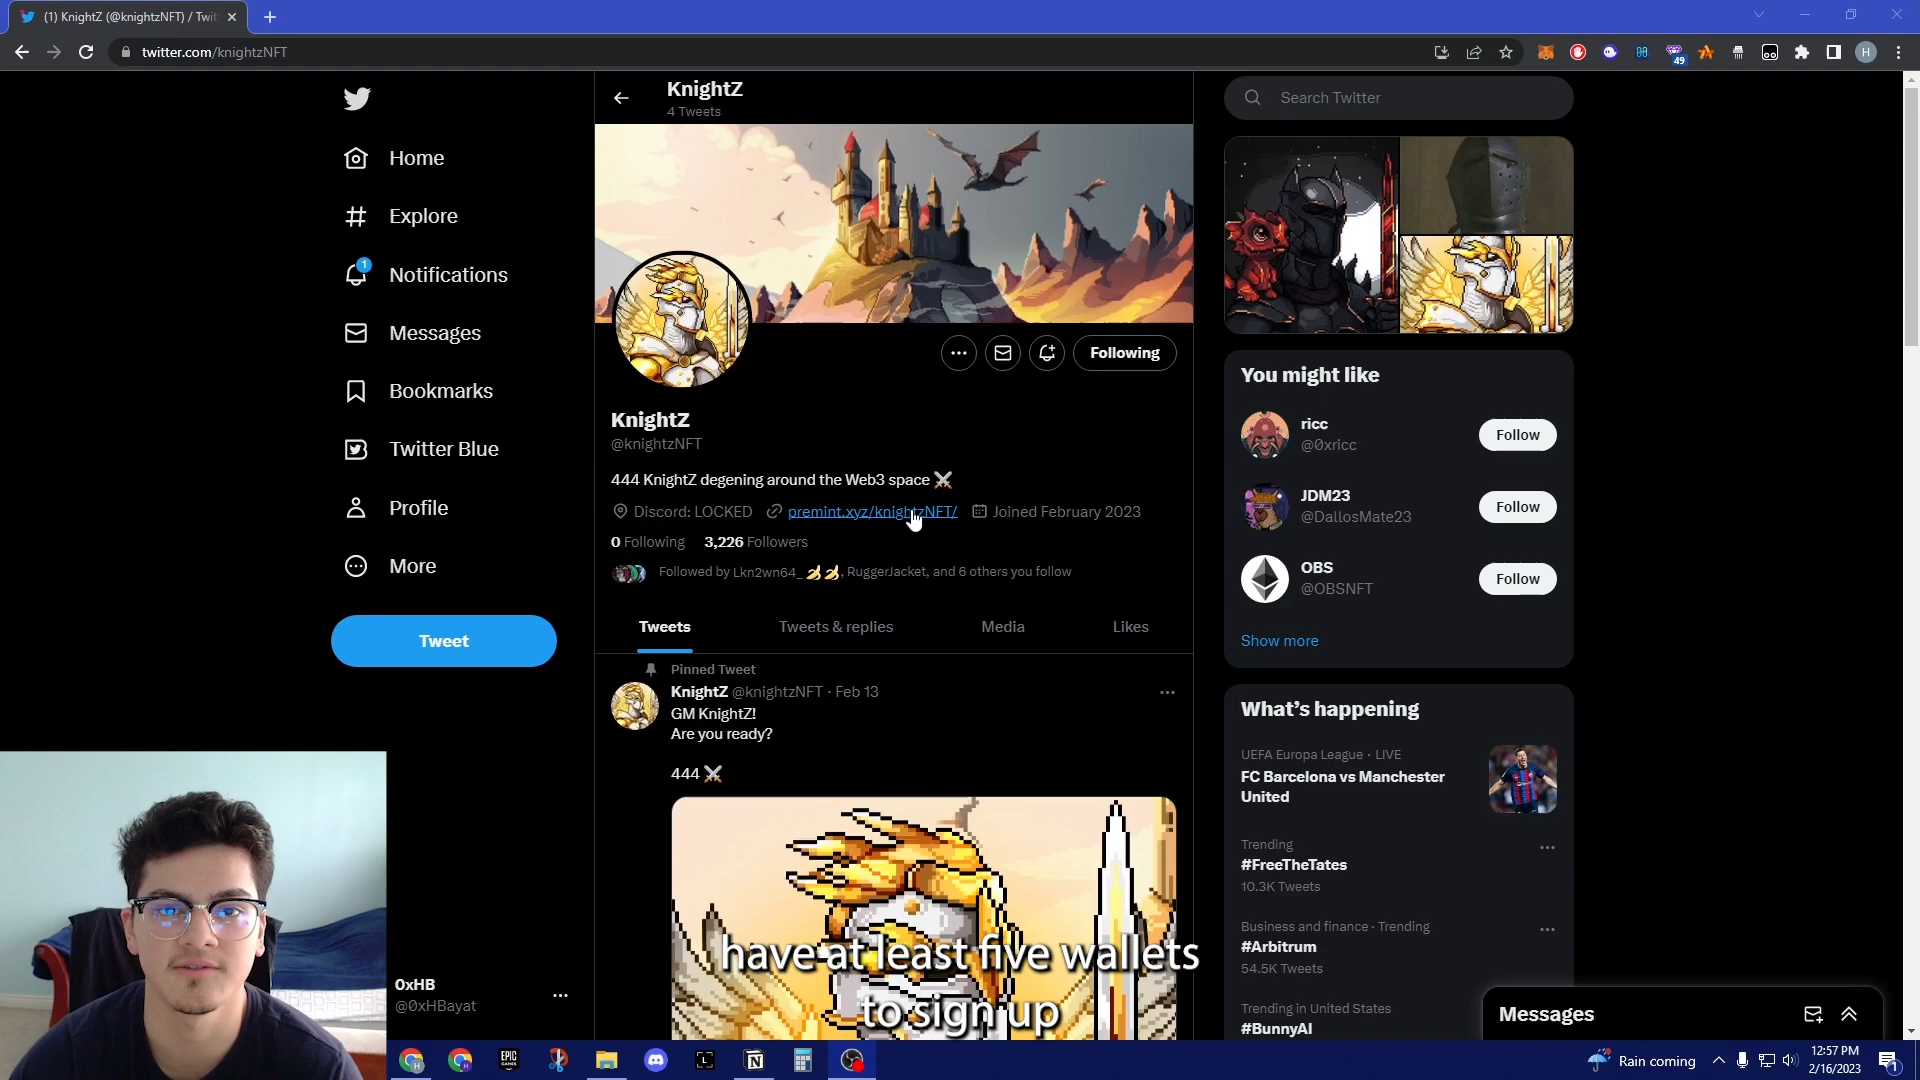 (1) KnightZ (@knightzNFT) / Twit
twitter.com/knightzNFT
49
H
KnightZ
4 Tweets
Search Twitter
Home
Explore
1
Notifications
Messages
Bookmarks
Twitter Blue
Profile
More
Tweet
Following
KnightZ
@knightzNFT
444 KnightZ degening around the Web3 space
Discord: LOCKED premint.xyz/knightzNFT/ Joined February 2023
0 Following 3,226 Followers
Followed by Lkn2wn64_, RuggerJacket, and 6 others you follow
Tweets
Tweets & replies
Media
Likes
Pinned Tweet
KnightZ @knightzNFT · Feb 13
GM KnightZ!
Are you ready?
444
You might like
ricc
@0xricc
Follow
JDM23
@DallosMate23
Follow
OBS
@OBSNFT
Follow
Show more
What's happening
UEFA Europa League · LIVE
FC Barcelona vs Manchester
United
Trending
#FreeTheTates
10.3K Tweets
Business and finance · Trending
#Arbitrum
54.5K Tweets
Trending in United States
#BunnyAI
Messages
0xHB
@0xHBayat
have at least five wallets
to sign up
EPIC
GAMES
Rain coming
12:57 PM
2/16/2023
1